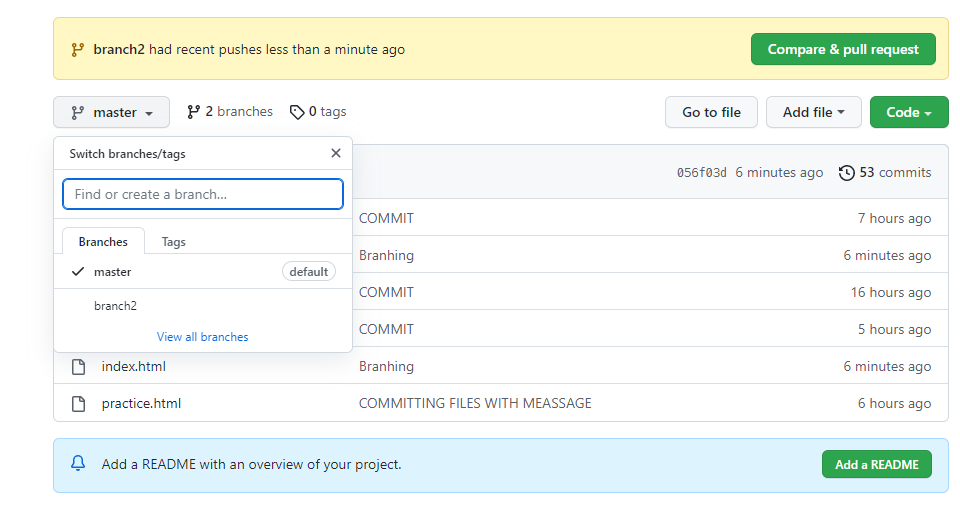 branch2 had recent pushes less than a minute ago Compare & pull request
master 2 branches 0 tags Go to file Add file Code
Switch branches/tags
056f03d 6 minutes ago 53 commits
Find or create a branch...
COMMIT 7 hours ago
Branches Tags
Branhing 6 minutes ago
master default
COMMIT 16 hours ago
branch2
COMMIT 5 hours ago
View all branches
index.html Branhing 6 minutes ago
practice.html COMMITTING FILES WITH MEASSAGE 6 hours ago
Add a README with an overview of your project. Add a README